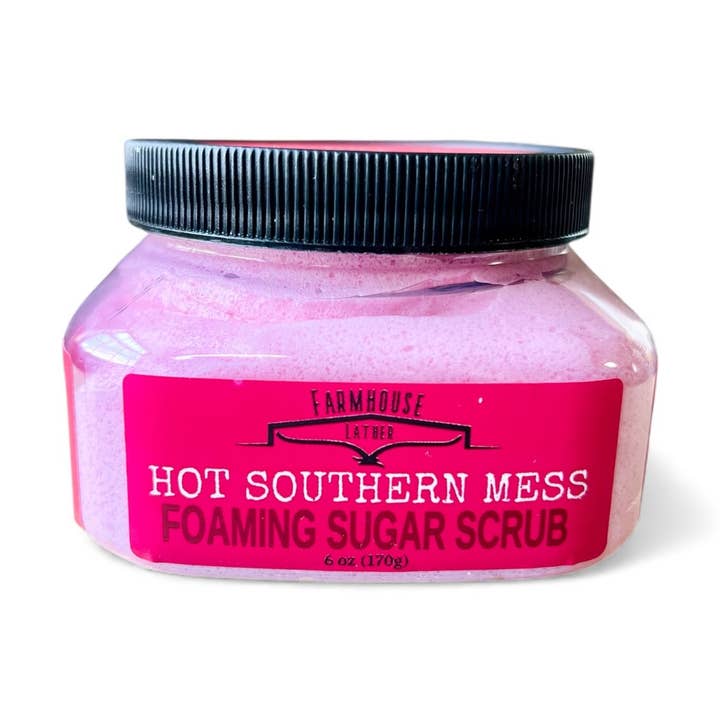 FARMHOUSE
LATHER
HOT SOUTHERN MESS
FOAMING SUGAR SCRUB
6 oz (170g)